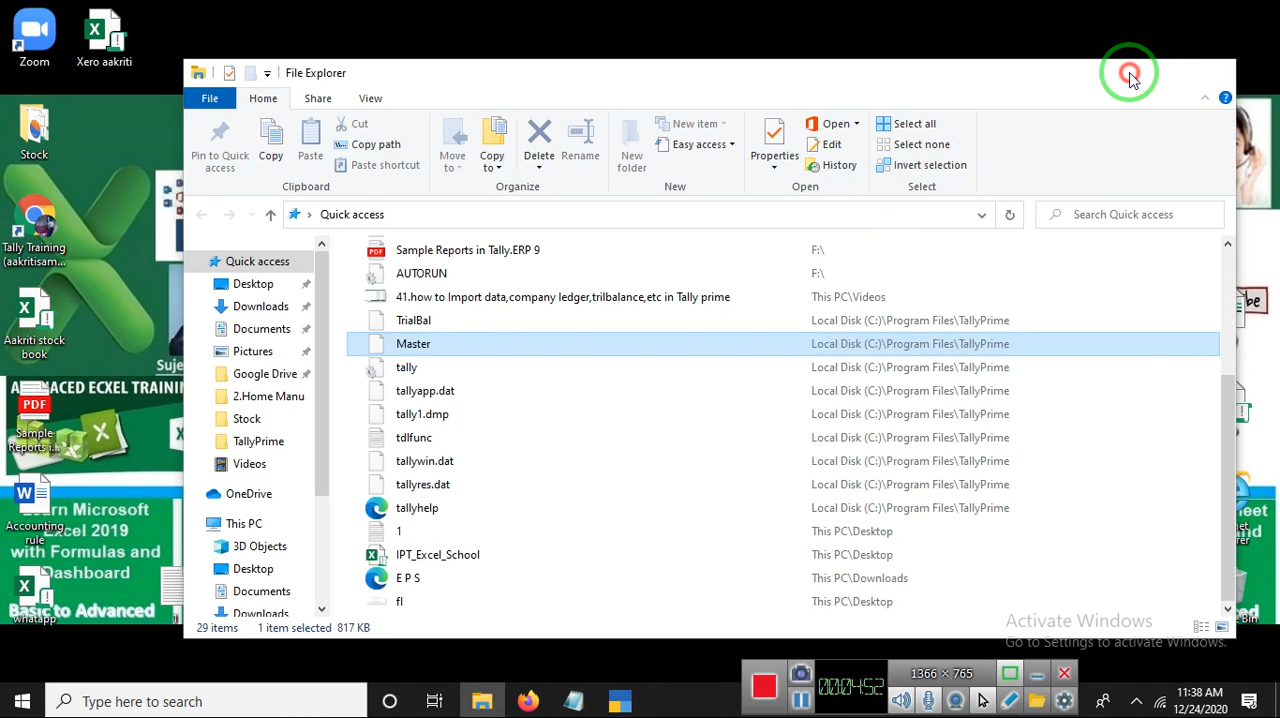 Zoom
Xero aakriti
File Explorer
File
Home
Share
View
Pin to Quick access
Copy
Paste
Cut
Copy path
Paste shortcut
Clipboard
Move to
Copy to
Delete
Rename
Organize
New folder
New item
Easy access
New
Properties
Open
Edit
History
Open
Select all
Select none
Invert selection
Select
Quick access
Search Quick access
Quick access
Desktop
Downloads
Documents
Pictures
Google Drive
2.Home Manu
Stock
TallyPrime
Videos
OneDrive
This PC
3D Objects
Desktop
Documents
Downloads
Sample Reports in Tally.ERP 9 F:\
AUTORUN F:\
41.how to Import data,company ledger,trilbalance,etc in Tally prime This PC\Videos
TrialBal Local Disk (C:)\Program Files\TallyPrime
Master Local Disk (C:)\Program Files\TallyPrime
tally Local Disk (C:)\Program Files\TallyPrime
tallyapp.dat Local Disk (C:)\Program Files\TallyPrime
tally1.dmp Local Disk (C:)\Program Files\TallyPrime
tdlfunc Local Disk (C:)\Program Files\TallyPrime
tallywin.dat Local Disk (C:)\Program Files\TallyPrime
tallyres.dat Local Disk (C:)\Program Files\TallyPrime
tallyhelp Local Disk (C:)\Program Files\TallyPrime
1 This PC\Desktop
IPT_Excel_School This PC\Desktop
E P S This PC\Downloads
fl This PC\Desktop
29 items 1 item selected 817 KB
Activate Windows
Go to Settings to activate Windows.
Stock
Tally Training
(aakritisam...
Aakriti stock
book
Suje
ADVANCED ECXEL TRAININ
PDF
Sample
Reports i...
Accounting
rule
Learn Microsoft
Excel 2019
with Formulas and
Dashboard
Basic to Advanced
whatapp
be
Bin
000:04:52
1366 × 765
Type here to search
11:38 AM
12/24/2020